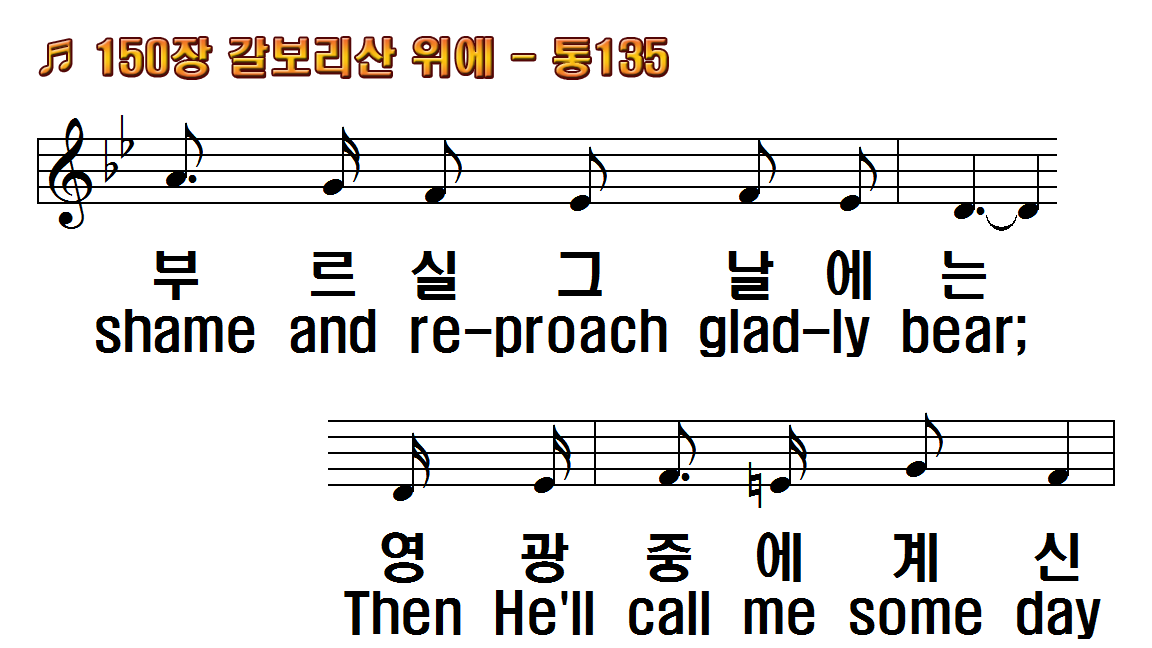 150장 갈보리산 위에 - 통135
부 르 실 그 날 에 는
shame and re-proach glad-ly bear;
영 광 중 에 계 신
Then He'll call me some day